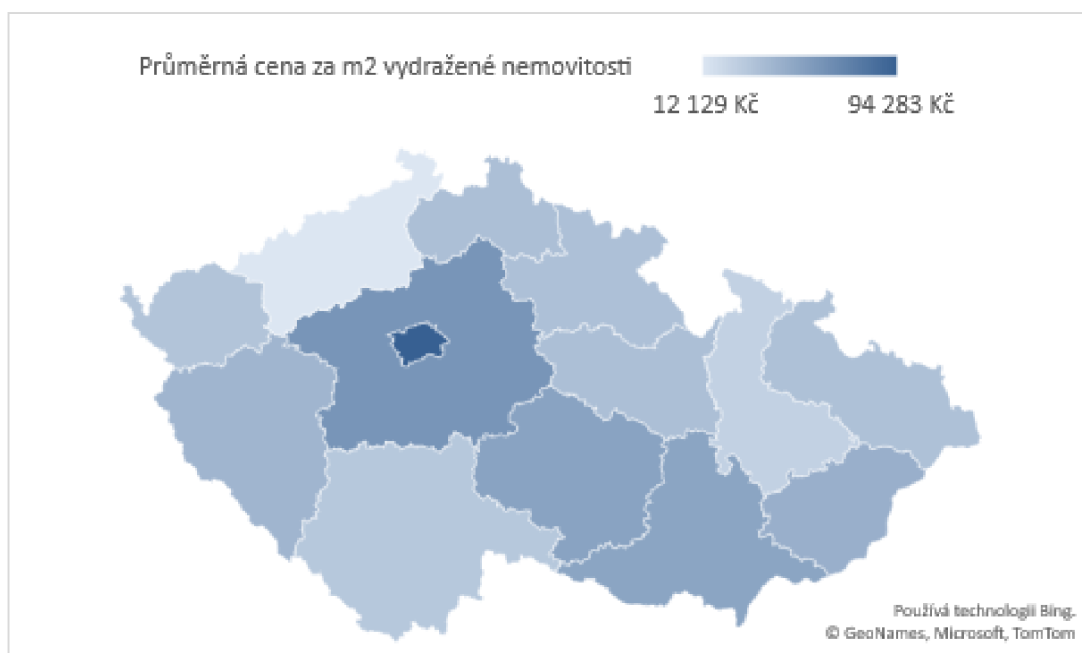 Průměrná cena za m2 vydražené nemovitosti
12 129 Kč 94 283 Kč
Používá technologii Bing.
© GeoNames, Microsoft, TomTom